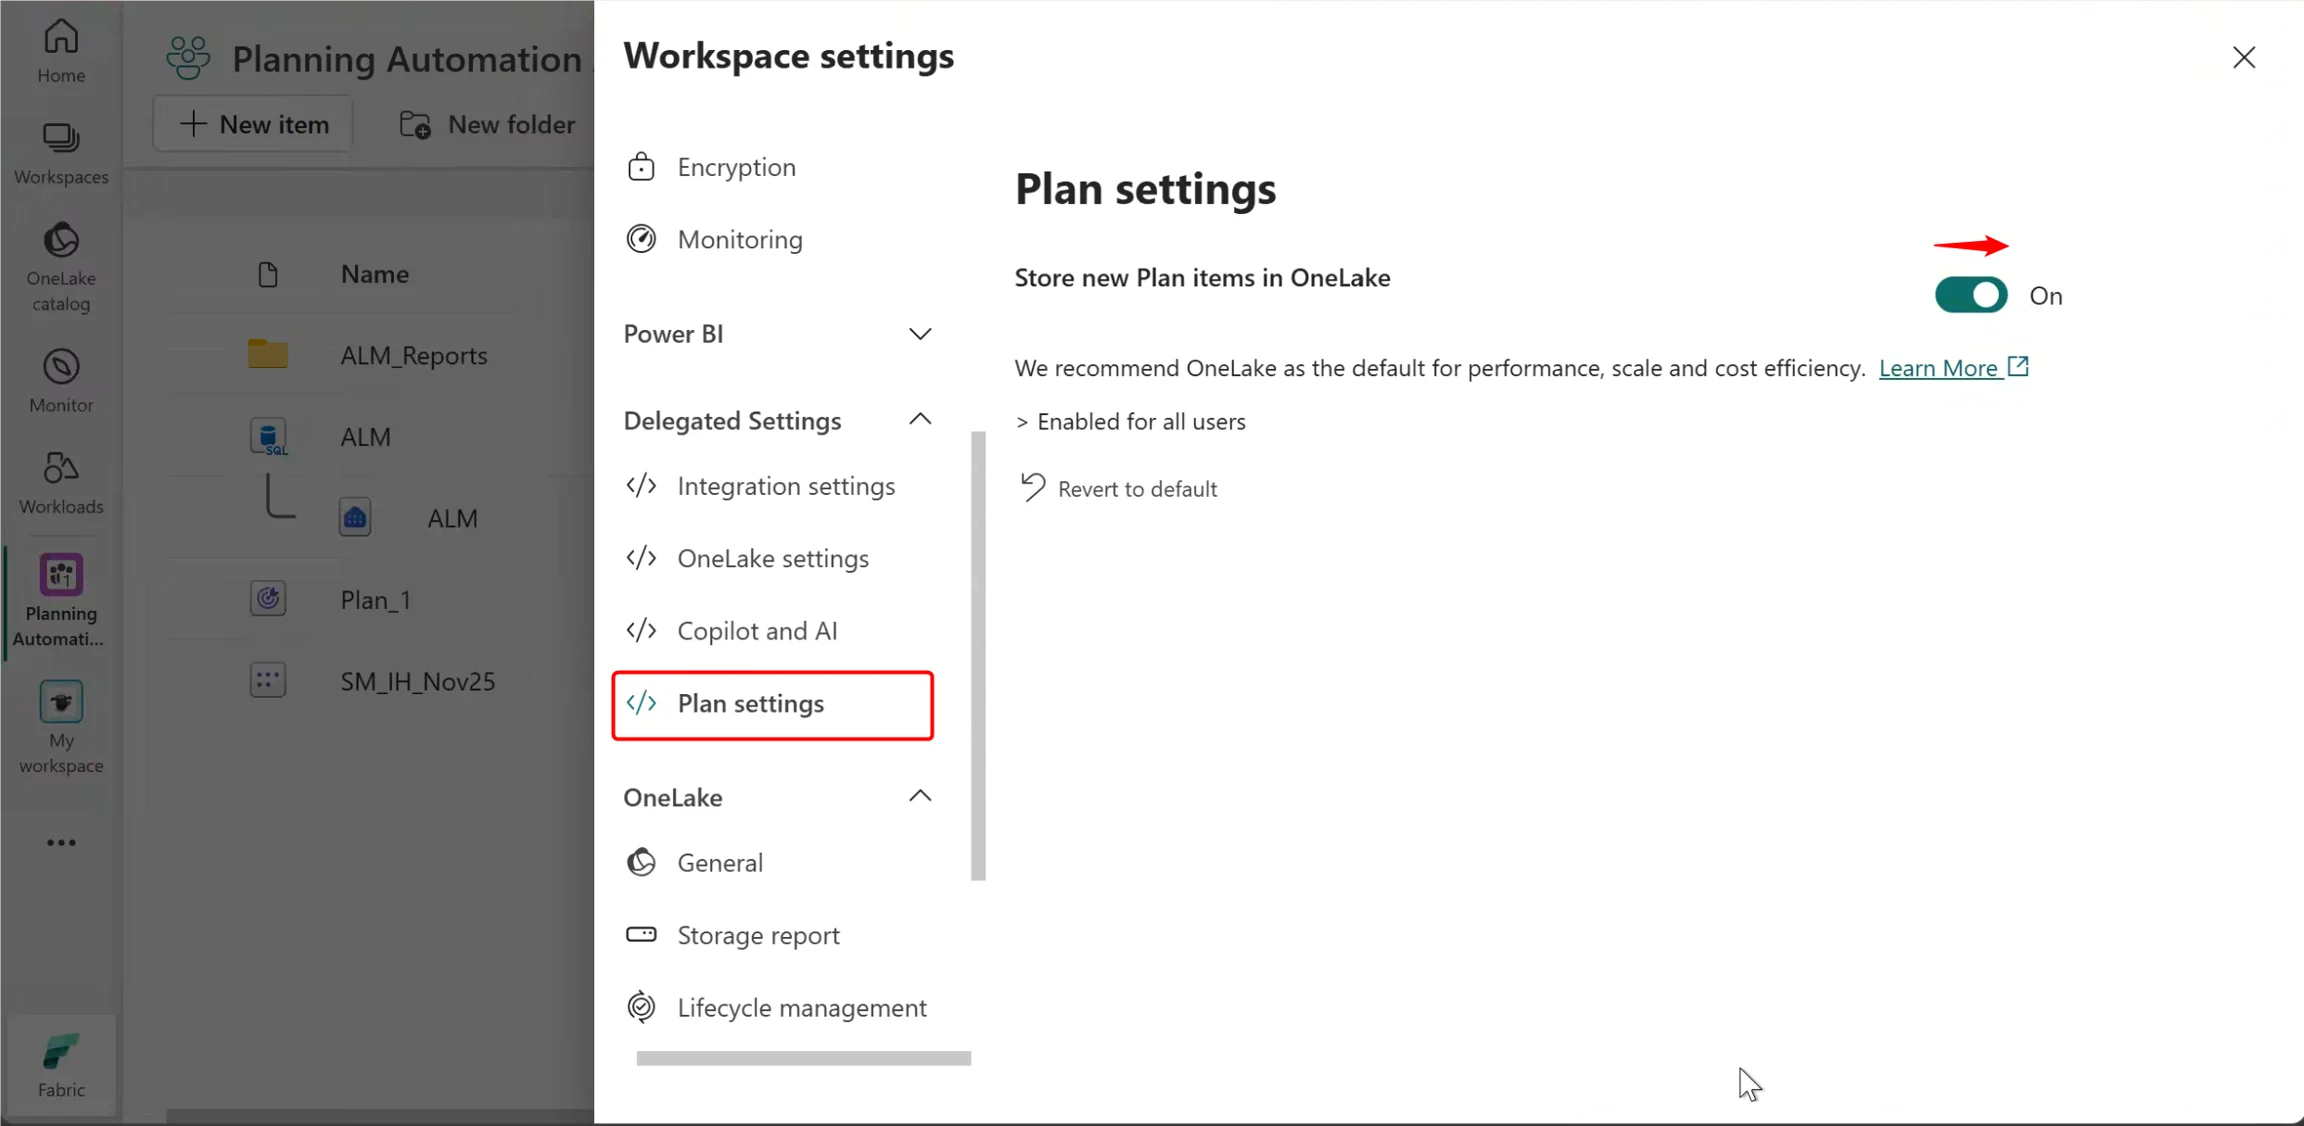 Home
Workspaces
OneLake
catalog
Monitor
Workloads
1
Planning
Automati...
My
workspace
Fabric
Planning Automation
New item
New folder
Name
ALM_Reports
SQL
ALM
ALM
Plan_1
SM_IH_Nov25
Workspace settings
Encryption
Monitoring
Power BI
Delegated Settings
</> Integration settings
</> OneLake settings
</> Copilot and AI
</> Plan settings
OneLake
General
Storage report
Lifecycle management
Plan settings
Store new Plan items in OneLake
On
We recommend OneLake as the default for performance, scale and cost efficiency. Learn More
> Enabled for all users
Revert to default